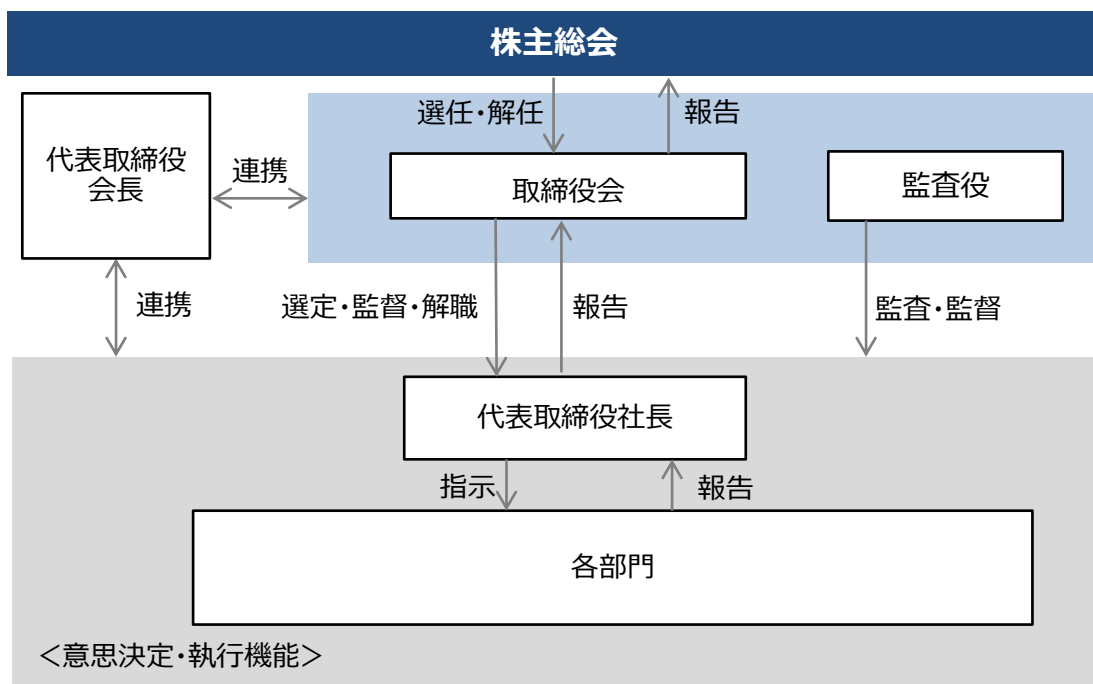 株主総会
選任・解任
報告
代表取締役
会長
連携
取締役会
監査役
連携
選定・監督・解職
報告
監査・監督
代表取締役社長
指示
報告
各部門
＜意思決定・執行機能＞